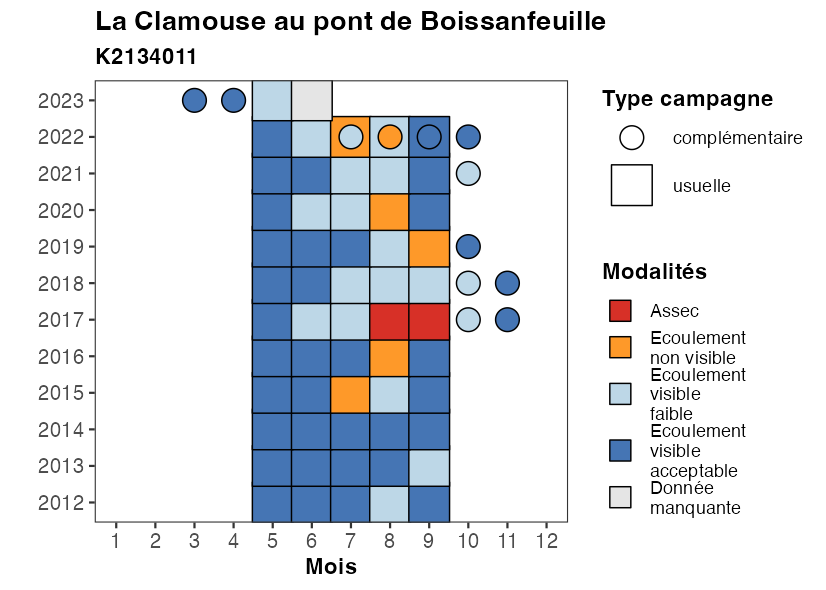 La Clamouse au pont de Boissanfeuille
K2134011
2023
2022
2021
2020
2019
2018
2017
2016
2015
2014
2013
2012
1 2 3 4 5 6 7 8 9 10 11 12
Mois
Type campagne
complémentaire
usuelle
Modalités
Assec
Ecoulement
non visible
Ecoulement
visible
faible
Ecoulement
visible
acceptable
Donnée
manquante